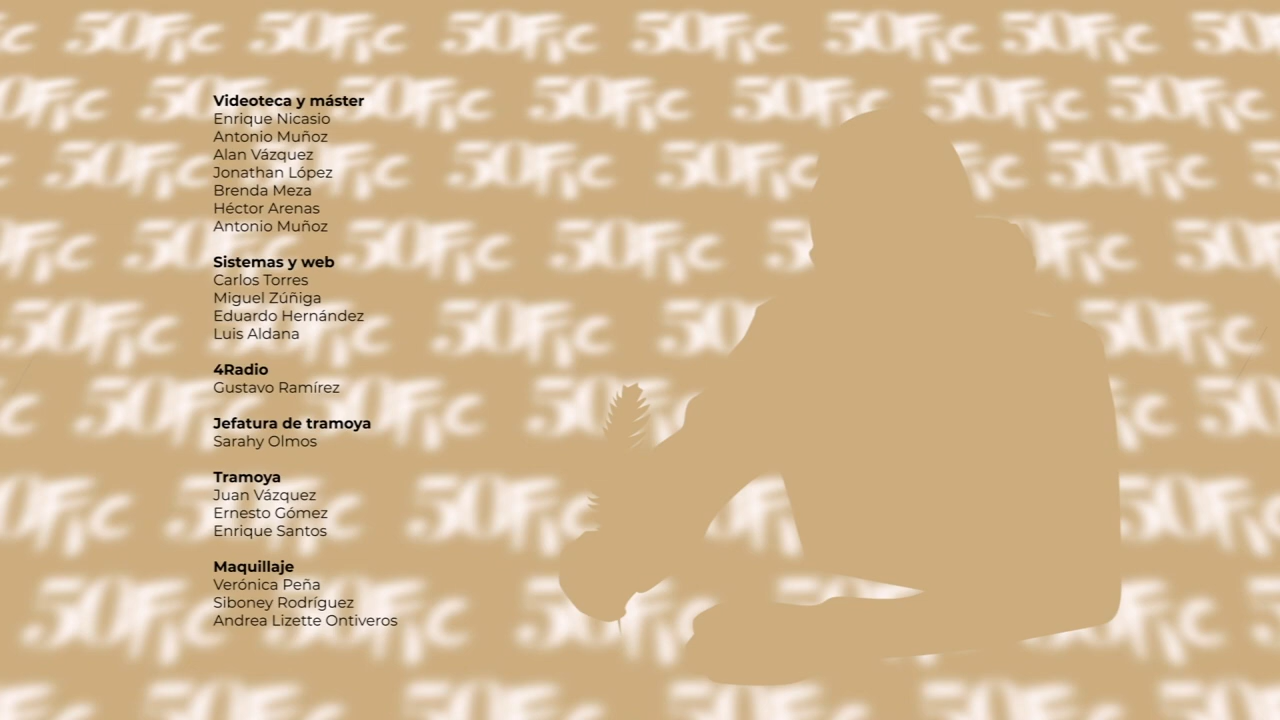 Videoteca y máster
Enrique Nicasio
Antonio Muñoz
Alan Vázquez
Jonathan López
Brenda Meza
Héctor Arenas
Antonio Muñoz
Sistemas y web
Carlos Torres
Miguel Zúñiga
Eduardo Hernández
Luis Aldana
4Radio
Gustavo Ramírez
Jefatura de tramoya
Sarahy Olmos
Tramoya
Juan Vázquez
Ernesto Gómez
Enrique Santos
Maquillaje
Verónica Peña
Siboney Rodríguez
Andrea Lizette Ontiveros